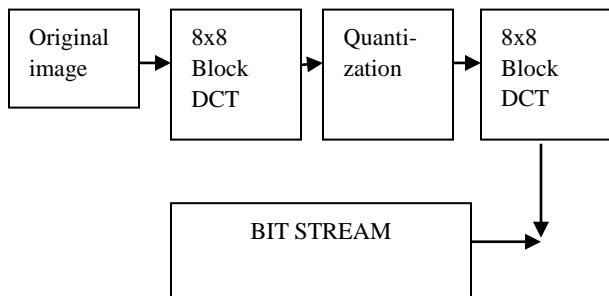 Original
image
8x8
Block
DCT
Quanti-
zation
8x8
Block
DCT
BIT STREAM